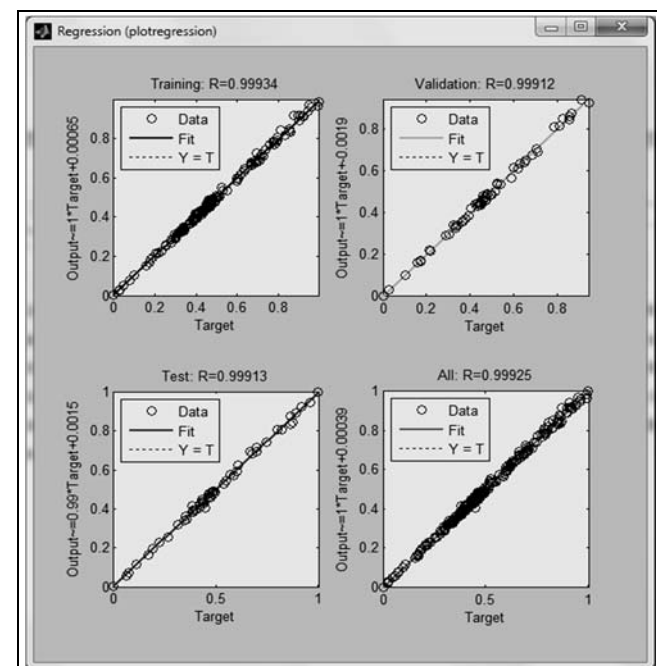 Regression (plotregression)
Training: R=0.99934
Output~=1*Target+0.00065
Data
Fit
Y = T
0
0.2
0.4
0.6
0.8
0
0.2
0.4
0.6
0.8
Target
Validation: R=0.99912
Output~=1*Target+-0.0019
Data
Fit
Y = T
0
0.2
0.4
0.6
0.8
0
0.2
0.4
0.6
0.8
Target
Test: R=0.99913
Output~=0.99*Target+0.0015
Data
Fit
Y = T
0
0.2
0.4
0.6
0.8
1
0
0.5
1
Target
All: R=0.99925
Output~=1*Target+0.00039
Data
Fit
Y = T
0
0.2
0.4
0.6
0.8
1
0
0.5
1
Target